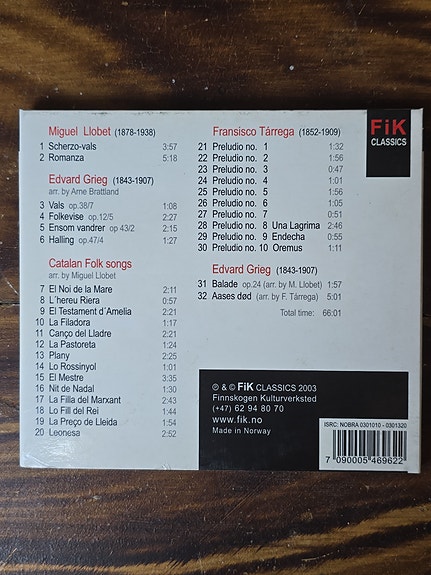 Miguel Llobet (1878-1938)
1 Scherzo-vals 3:57
2 Romanza 5:18
Edvard Grieg (1843-1907)
arr. by Arne Brattland
3 Vals op.38/7 1:08
4 Folkevise op.12/5 2:27
5 Ensom vandrer op 43/2 2:15
6 Halling op.47/4 1:27
Catalan Folk songs
arr. by Miguel Llobet
7 El Noi de la Mare 2:11
8 L´hereu Riera 0:57
9 El Testament d´Amelia 2:21
10 La Filadora 1:17
11 Canço del Lladre 2:21
12 La Pastoreta 1:24
13 Plany 2:25
14 Lo Rossinyol 1:01
15 El Mestre 3:35
16 Nit de Nadal 1:30
17 La Filla del Marxant 2:43
18 Lo Fill del Rei 1:44
19 La Preço de Lleida 1:54
20 Leonesa 2:52
Fransisco Tárrega (1852-1909)
21 Preludio no. 1 1:32
22 Preludio no. 2 1:56
23 Preludio no. 3 0:47
24 Preludio no. 4 1:01
25 Preludio no. 5 1:56
26 Preludio no. 6 1:05
27 Preludio no. 7 0:51
28 Preludio no. 8 Una Lagrima 2:46
29 Preludio no. 9 Endecha 0:55
30 Preludio no. 10 Oremus 1:11
Edvard Grieg (1843-1907)
31 Balade op.24 (arr. by M. Llobet) 1:57
32 Aases død (arr. by F. Tárrega) 5:01
Total time: 66:01
FiK
CLASSICS
℗ & © FiK CLASSICS 2003
Finnskogen Kulturverksted
(+47) 62 94 80 70
www.fik.no
Made in Norway
ISRC: NOBRA 0301010 - 0301320
7 090005 469622